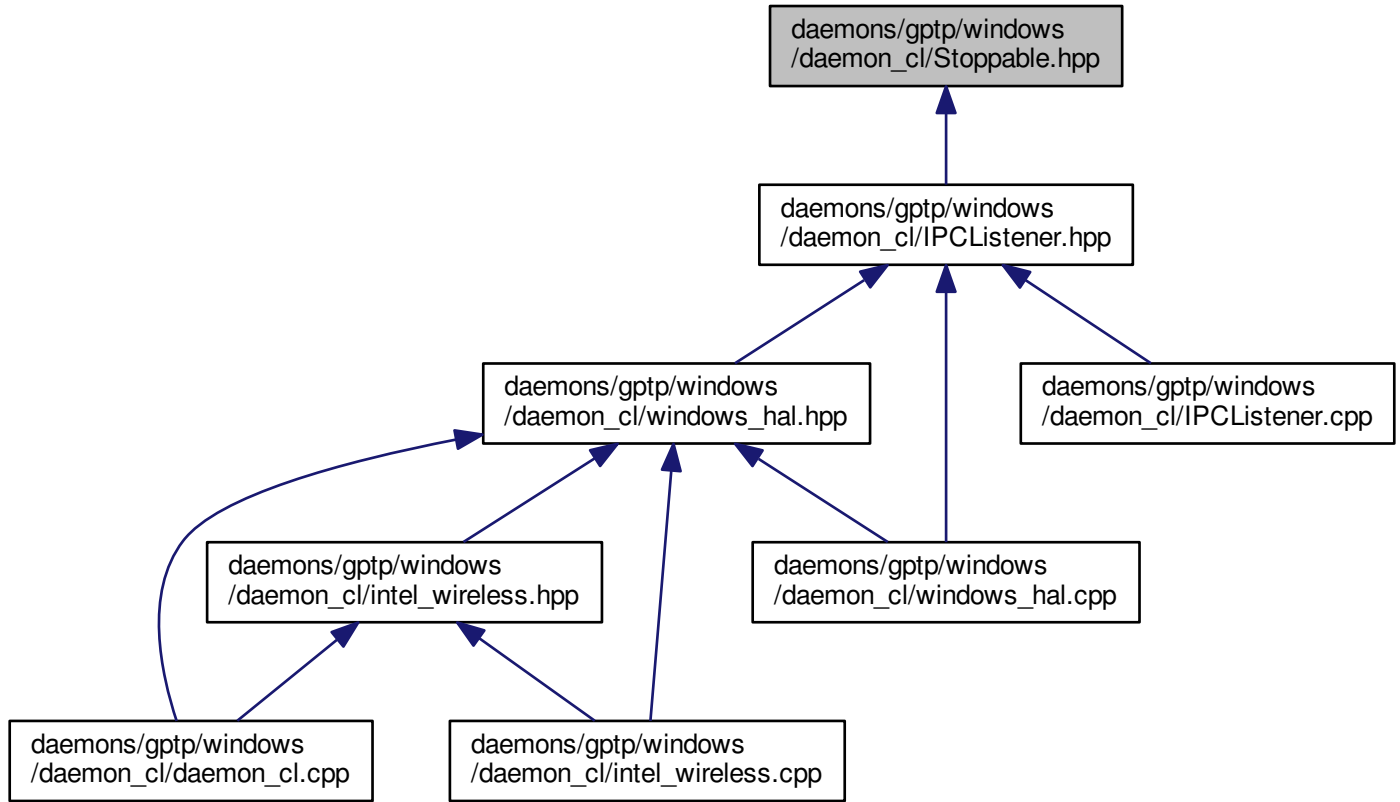 daemons/gptp/windows
/daemon_cl/Stoppable.hpp
daemons/gptp/windows
/daemon_cl/IPCListener.hpp
daemons/gptp/windows
/daemon_cl/windows_hal.hpp
daemons/gptp/windows
/daemon_cl/IPCListener.cpp
daemons/gptp/windows
/daemon_cl/intel_wireless.hpp
daemons/gptp/windows
/daemon_cl/windows_hal.cpp
daemons/gptp/windows
/daemon_cl/daemon_cl.cpp
daemons/gptp/windows
/daemon_cl/intel_wireless.cpp